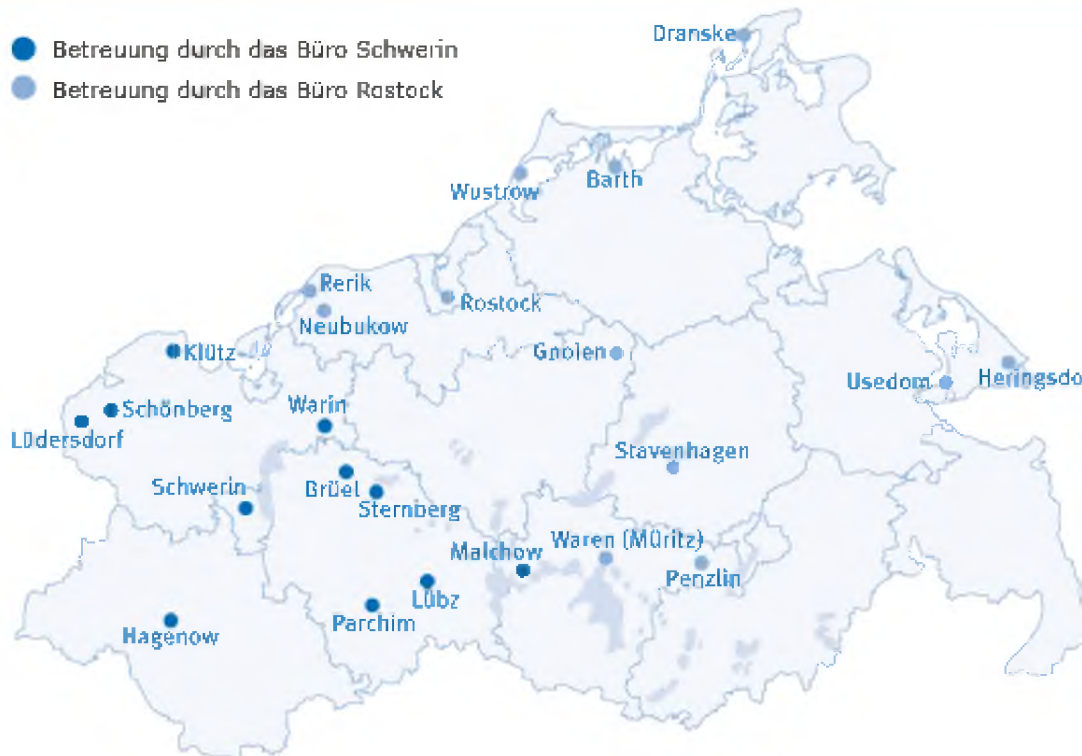 Betreuung durch das Büro Schwerin
Betreuung durch das Büro Rostock
Dranske
Wustrow
Barth
Rerik
Rostock
Neubukow
Klütz
Gnoien
Usedom
Heringsdo
Schönberg
Warin
Lüdersdorf
Stavenhagen
Schwerin
Brüel
Sternberg
Malchow
Waren (Müritz)
Penzlin
Lübz
Parchim
Hagenow